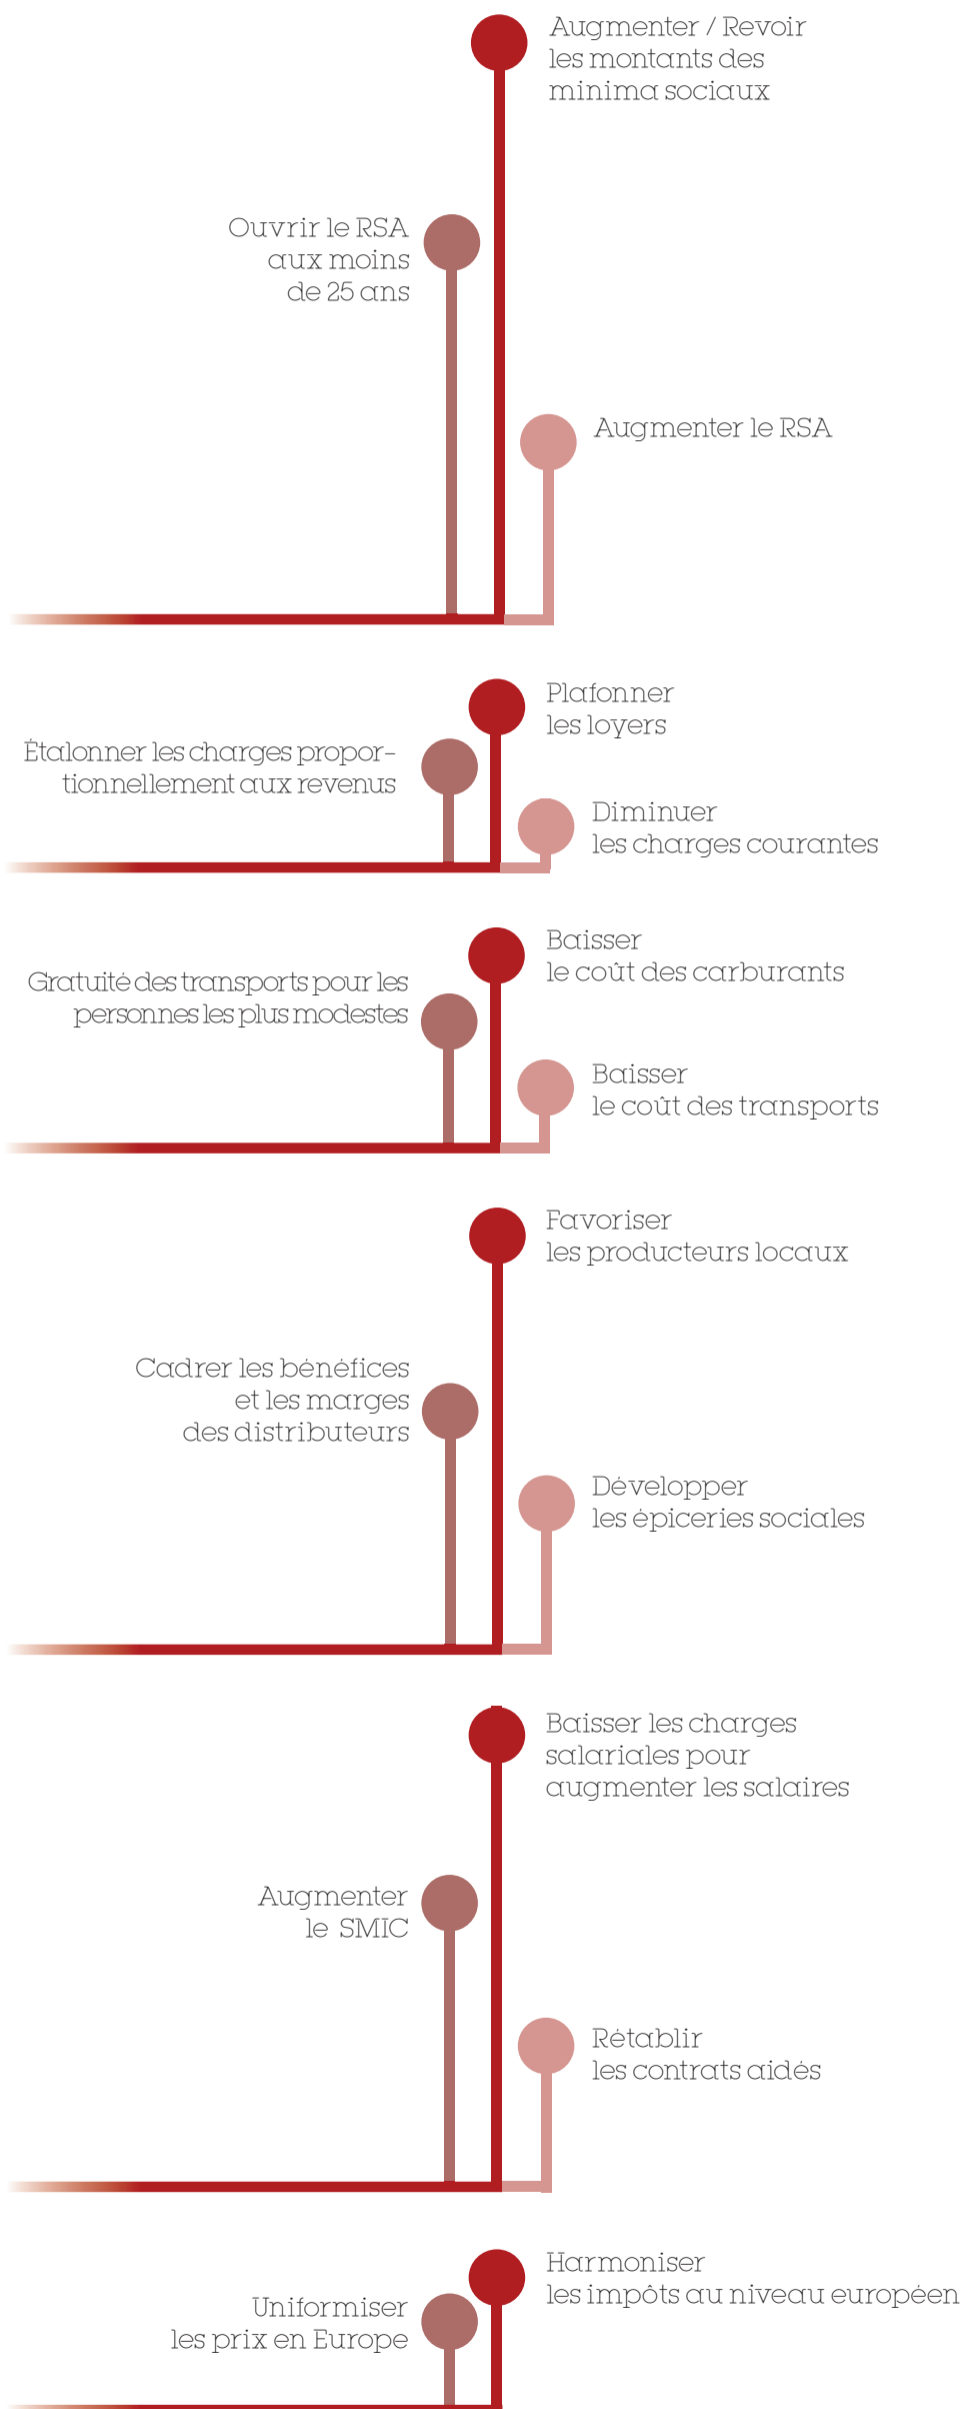 Augmenter / Revoir
les montants des
minima sociaux
Ouvrir le RSA
aux moins
de 25 ans
Augmenter le RSA
Plafonner
les loyers
Étalonner les charges propor-
tionnellement aux revenus
Diminuer
les charges courantes
Baisser
le coût des carburants
Gratuité des transports pour les
personnes les plus modestes
Baisser
le coût des transports
Favoriser
les producteurs locaux
Cadrer les bénéfices
et les marges
des distributeurs
Développer
les épiceries sociales
Baisser les charges
salariales pour
augmenter les salaires
Augmenter
le SMIC
Rétablir
les contrats aidés
Harmoniser
les impôts au niveau européen
Uniformiser
les prix en Europe